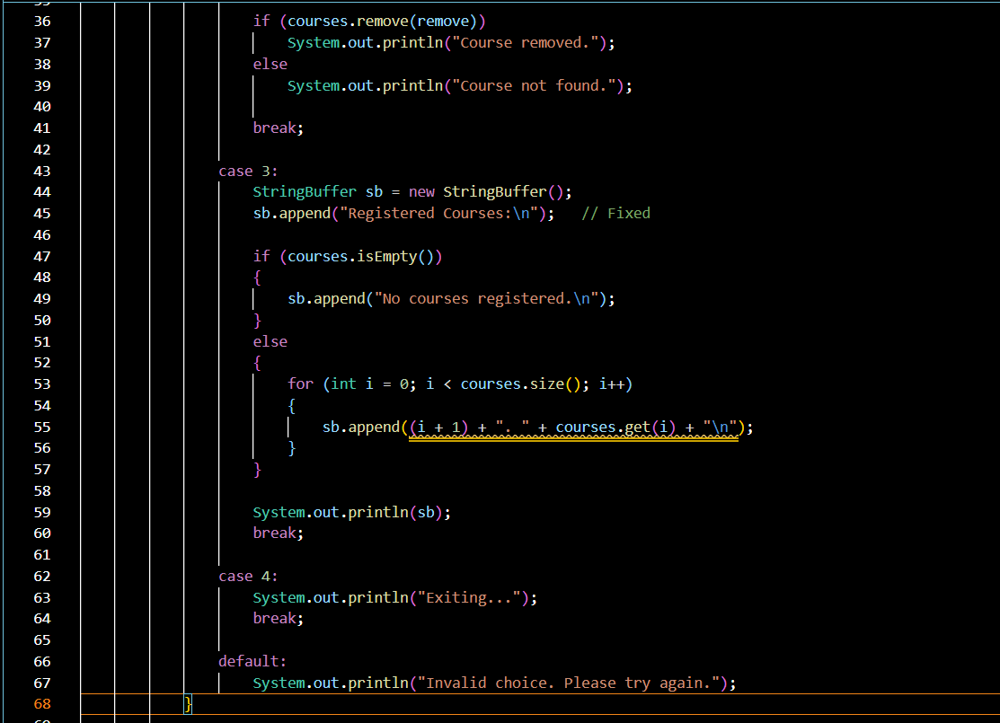 36 if (courses.remove(remove))
37 System.out.println("Course removed.");
38 else
39 System.out.println("Course not found.");
40
41 break;
42
43 case 3:
44 StringBuffer sb = new StringBuffer();
45 sb.append("Registered Courses:\n");   // Fixed
46
47 if (courses.isEmpty())
48 {
49 sb.append("No courses registered.\n");
50 }
51 else
52 {
53 for (int i = 0; i < courses.size(); i++)
54 {
55 sb.append((i + 1) + ". " + courses.get(i) + "\n");
56 }
57 }
58
59 System.out.println(sb);
60 break;
61
62 case 4:
63 System.out.println("Exiting...");
64 break;
65
66 default:
67 System.out.println("Invalid choice. Please try again.");
68 }